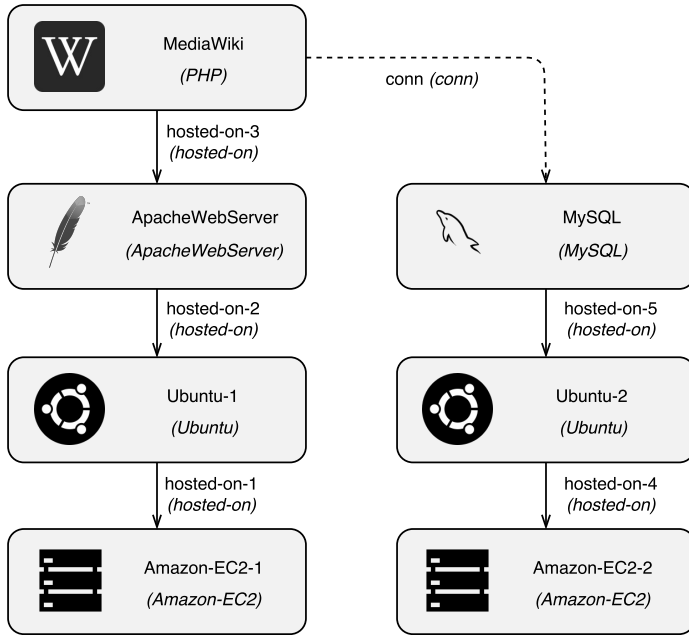 W
MediaWiki
(PHP)
conn (conn)
hosted-on-3
(hosted-on)
ApacheWebServer
(ApacheWebServer)
MySQL
(MySQL)
hosted-on-2
(hosted-on)
hosted-on-5
(hosted-on)
Ubuntu-1
(Ubuntu)
Ubuntu-2
(Ubuntu)
hosted-on-1
(hosted-on)
hosted-on-4
(hosted-on)
Amazon-EC2-1
(Amazon-EC2)
Amazon-EC2-2
(Amazon-EC2)